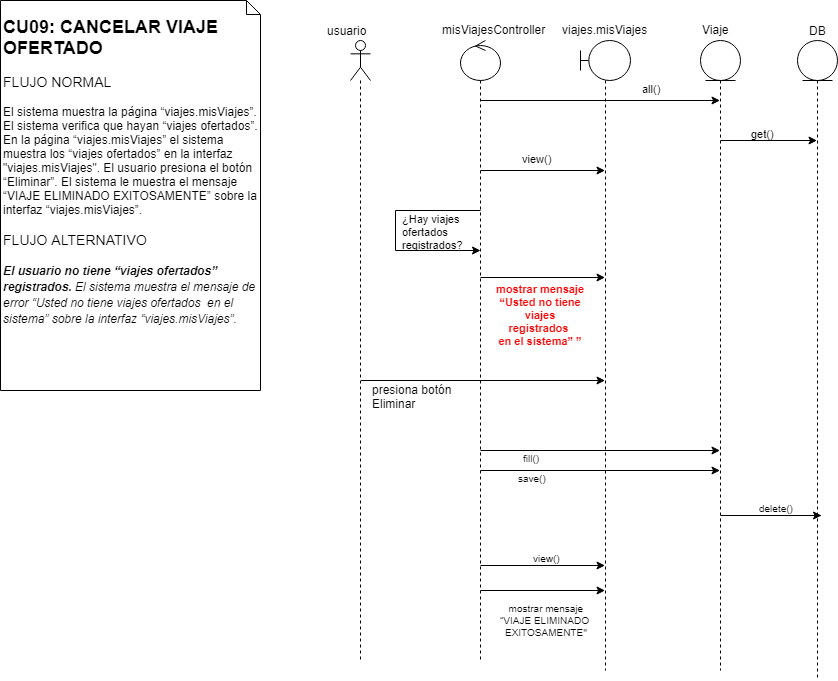 CU09: CANCELAR VIAJE
OFERTADO
FLUJO NORMAL
El sistema muestra la página “viajes.misViajes”.
El sistema verifica que hayan “viajes ofertados”.
En la página “viajes.misViajes” el sistema
muestra los “viajes ofertados” en la interfaz
"viajes.misViajes". El usuario presiona el botón
“Eliminar”. El sistema le muestra el mensaje
“VIAJE ELIMINADO EXITOSAMENTE” sobre la
interfaz “viajes.misViajes”.
FLUJO ALTERNATIVO
El usuario no tiene “viajes ofertados”
registrados. El sistema muestra el mensaje de
error “Usted no tiene viajes ofertados en el
sistema” sobre la interfaz “viajes.misViajes”.
usuario
misViajesController
viajes.misViajes
Viaje
DB
all()
get()
view()
¿Hay viajes
ofertados
registrados?
mostrar mensaje
“Usted no tiene
viajes
registrados
en el sistema” ”
presiona botón
Eliminar
fill()
save()
delete()
view()
mostrar mensaje
“VIAJE ELIMINADO
EXITOSAMENTE"